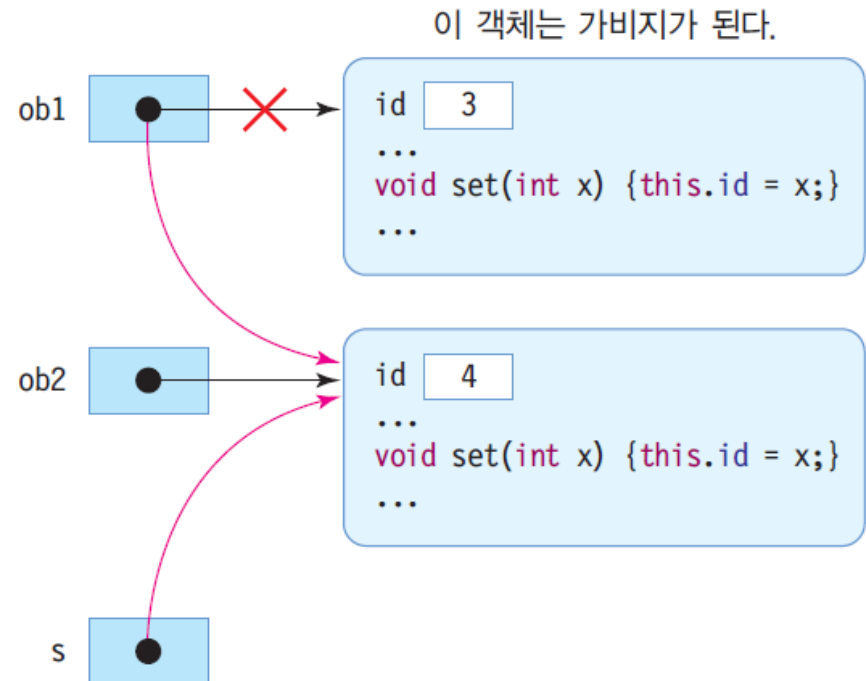 이 객체는 가비지가 된다.
ob1
id 3
...
void set(int x) {this.id = x;}
...
ob2
id 4
...
void set(int x) {this.id = x;}
...
s